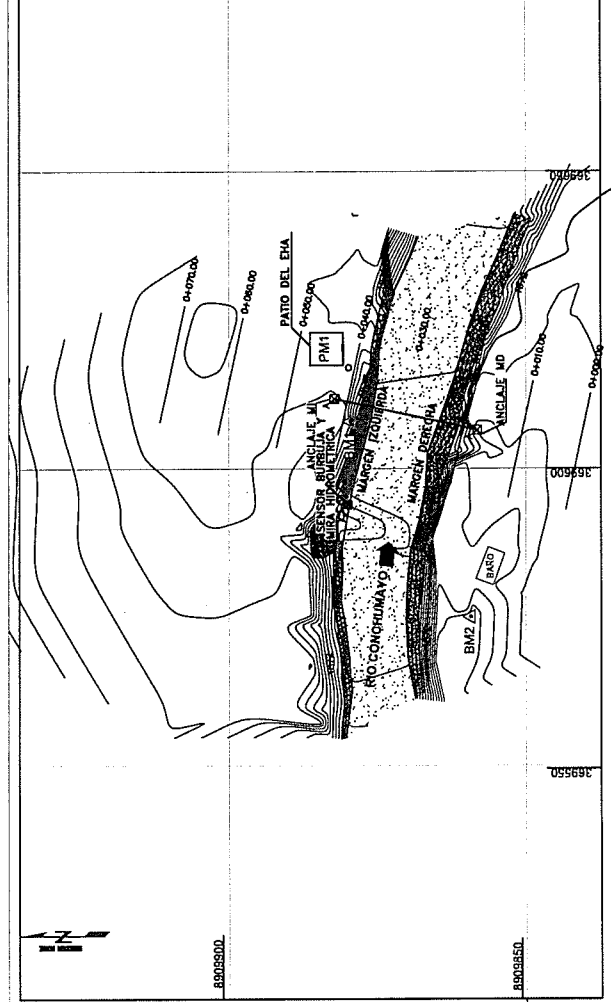 N
8909900
8909850
369550
369600
369650
0+070.00
0+060.00
0+050.00
0+040.00
0+030.00
0+010.00
0+000.00
PATIO DEL EHA
PM1
ANCLAJE MI
SENSOR BURBUJA Y
MIRA HIDROMETRICA
BM1
MARGEN IZQUIERDA
MARGEN DERECHA
ANCLAJE MD
RIO CONCHUMAYO
BAÑO
BM2